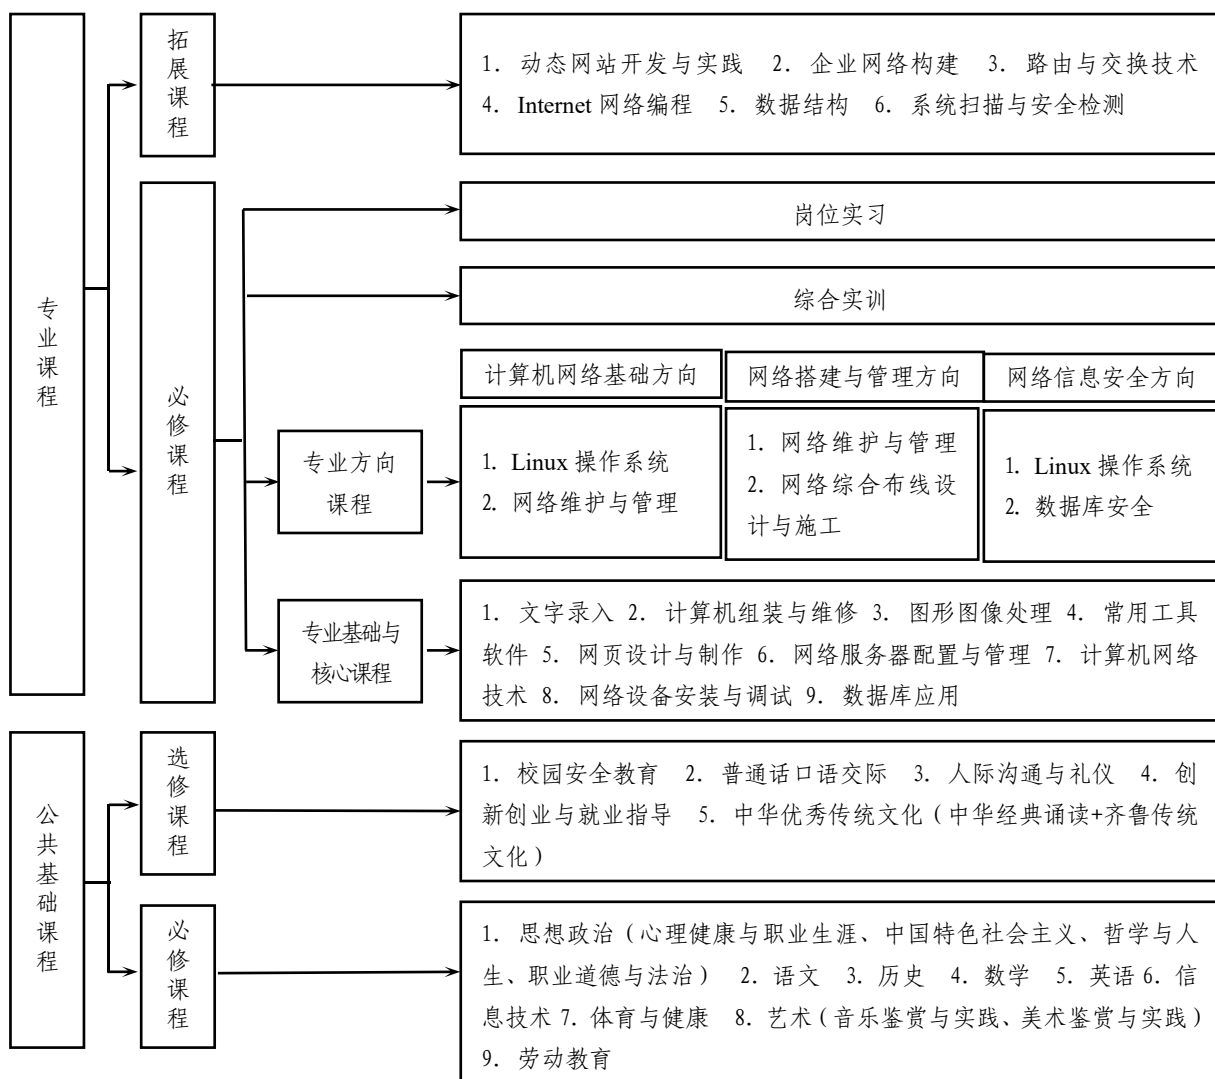 专业课程
拓展课程
1. 动态网站开发与实践 2. 企业网络构建 3. 路由与交换技术
4. Internet 网络编程 5. 数据结构 6. 系统扫描与安全检测
必修课程
岗位实习
综合实训
专业方向
课程
计算机网络基础方向
1. Linux 操作系统
2. 网络维护与管理
网络搭建与管理方向
1. 网络维护与管理
2. 网络综合布线设
计与施工
网络信息安全方向
1. Linux 操作系统
2. 数据库安全
专业基础与
核心课程
1. 文字录入 2. 计算机组装与维修 3. 图形图像处理 4. 常用工具
软件 5. 网页设计与制作 6. 网络服务器配置与管理 7. 计算机网络
技术 8. 网络设备安装与调试 9. 数据库应用
公共基础课程
选修课程
1. 校园安全教育 2. 普通话口语交际 3. 人际沟通与礼仪 4. 创
新创业与就业指导 5. 中华优秀传统文化（中华经典诵读+齐鲁传统
文化）
必修课程
1. 思想政治（心理健康与职业生涯、中国特色社会主义、哲学与人
生、职业道德与法治） 2. 语文 3. 历史 4. 数学 5. 英语 6. 信
息技术 7. 体育与健康 8. 艺术（音乐鉴赏与实践、美术鉴赏与实践）
9. 劳动教育